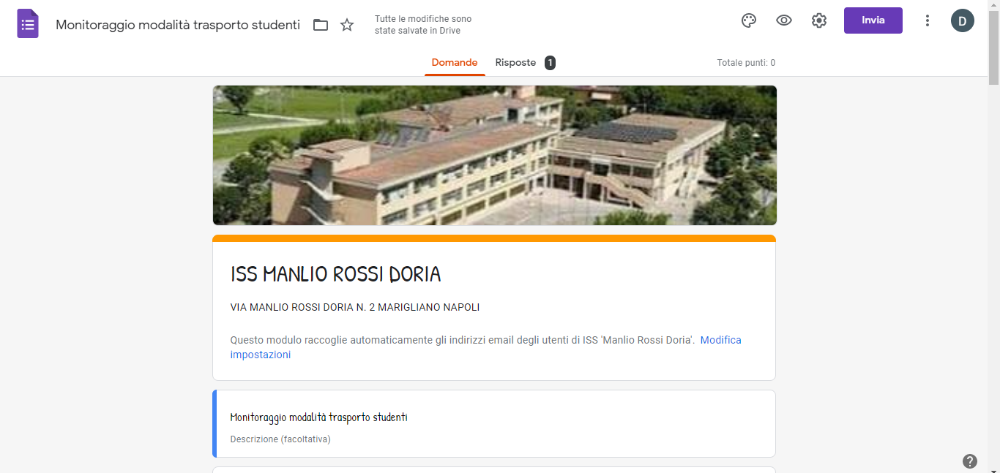 Monitoraggio modalità trasporto studenti
Tutte le modifiche sono
state salvate in Drive
Invia
D
Domande
Risposte 1
Totale punti: 0
ISS MANLIO ROSSI DORIA
VIA MANLIO ROSSI DORIA N. 2 MARIGLIANO NAPOLI
Questo modulo raccoglie automaticamente gli indirizzi email degli utenti di ISS 'Manlio Rossi Doria'. Modifica
impostazioni
Monitoraggio modalità trasporto studenti
Descrizione (facoltativa)